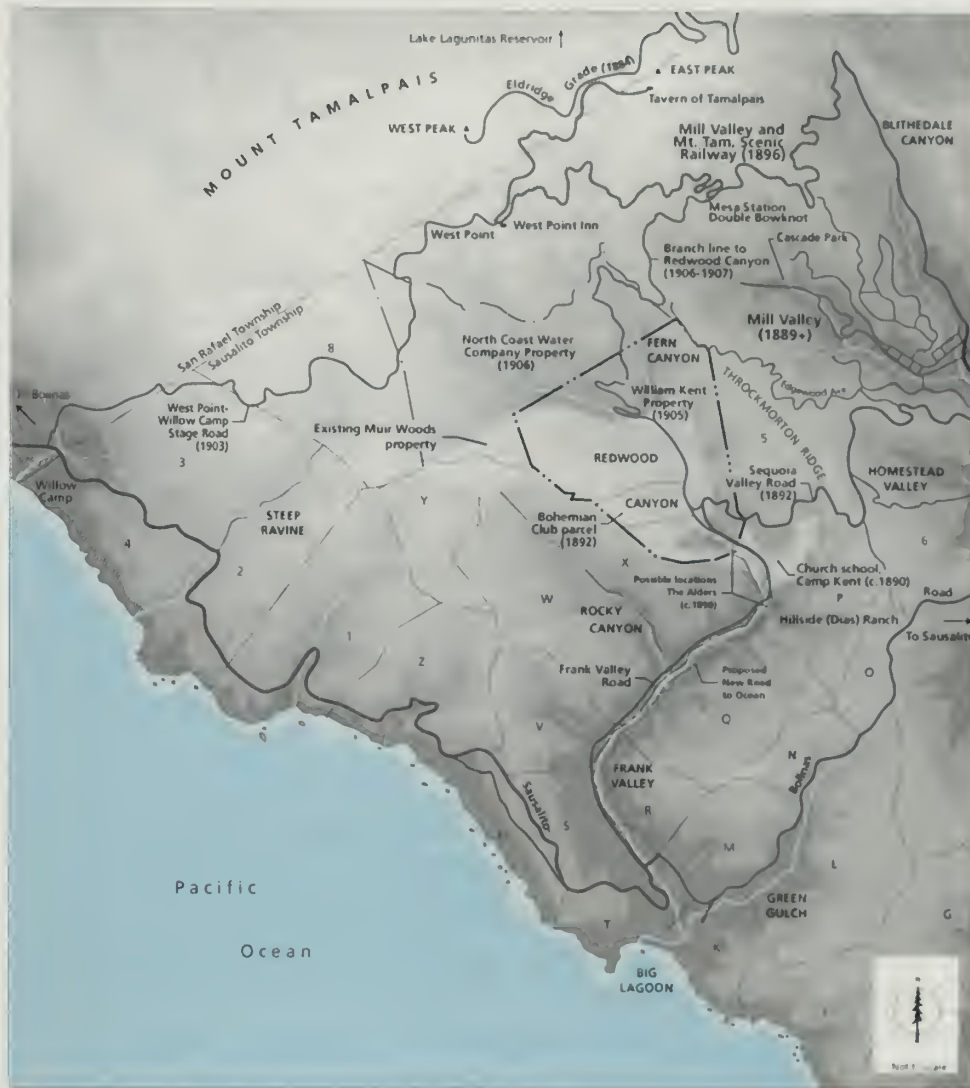 Lake Lagunitas Reservoir
MOUNT TAMALPAIS
Eldridge Grade (1884)
EAST PEAK
Tavern of Tamalpais
WEST PEAK
BLITHEDALE
CANYON
Mill Valley and
Mt. Tam. Scenic
Railway (1896)
Mesa Station
Double Bowknot
West Point
West Point Inn
Branch line to
Redwood Canyon
(1906-1907)
Cascade Park
San Rafael Township
Sausalito Township
8
North Coast Water
Company Property
(1906)
FERN
CANYON
Mill Valley
(1889+)
William Kent
Property
(1905)
THROCKMORTON RIDGE
Edgewood Ave
Bolinas
West Point-
Willow Camp
Stage Road
(1903)
3
Existing Muir Woods
property
5
REDWOOD
CANYON
Sequoia
Valley Road
(1892)
HOMESTEAD
VALLEY
Willow
Camp
4
STEEP
RAVINE
Y
Bohemian
Club parcel
(1892)
6
2
X
Possible locations
The Alders
(c.1890)
Church school,
Camp Kent (c.1890)
P
Road
W
ROCKY
CANYON
Hillside (Dias) Ranch
To Sausalito
1
Z
Frank Valley
Road
Proposed
New Road
to Ocean
O
Q
V
N
Bolinas
FRANK
VALLEY
Sausalito
S
R
M
L
Pacific
Ocean
GREEN
GULCH
G
T
K
BIG
LAGOON